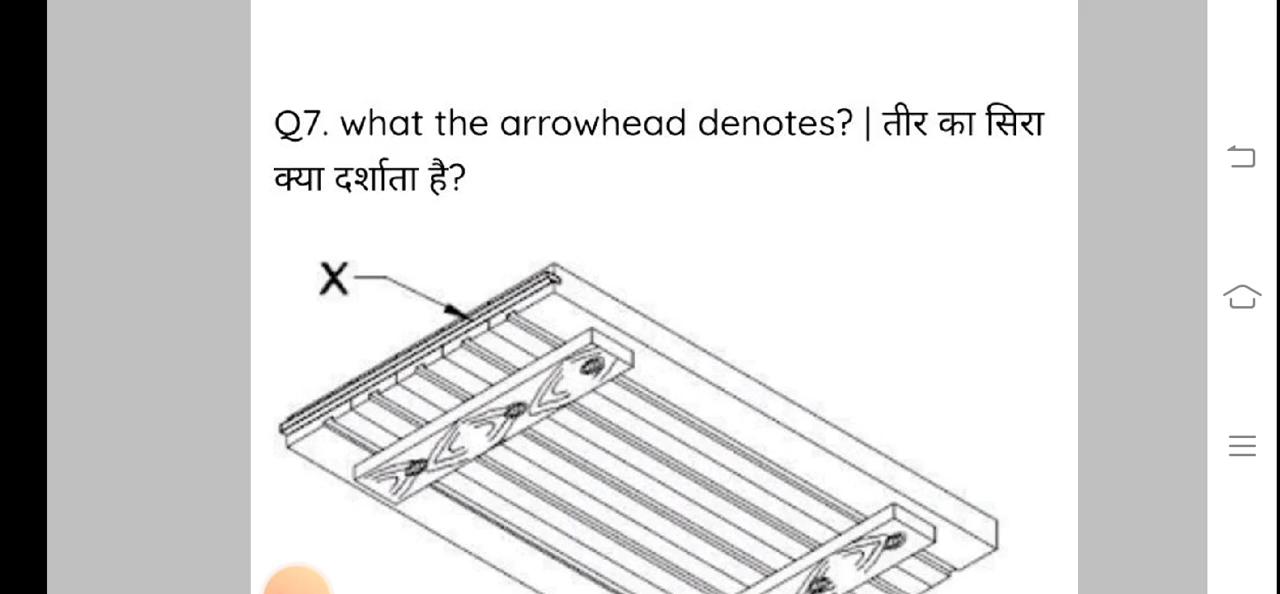 Q7. what the arrowhead denotes? | तीर का सिरा
क्या दर्शाता है?
X